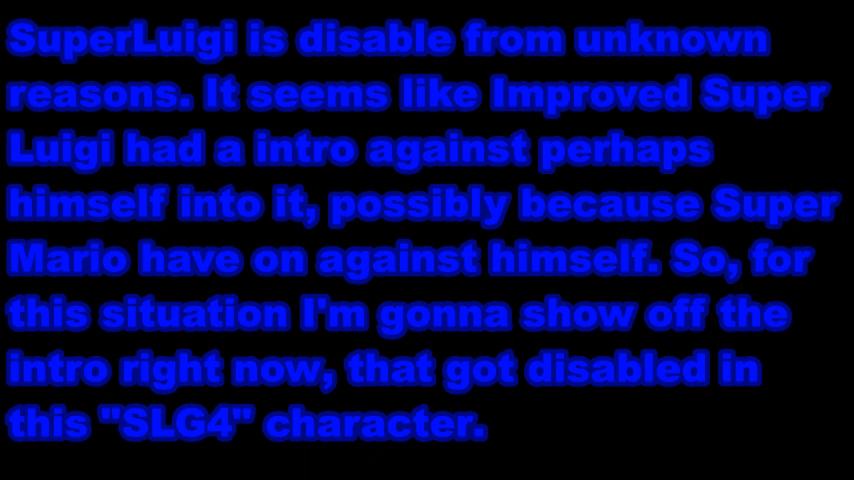 SuperLuigi is disable from unknown
reasons. It seems like Improved Super
Luigi had a intro against perhaps
himself into it, possibly because Super
Mario have on against himself. So, for
this situation I'm gonna show off the
intro right now, that got disabled in
this "SLG4" character.